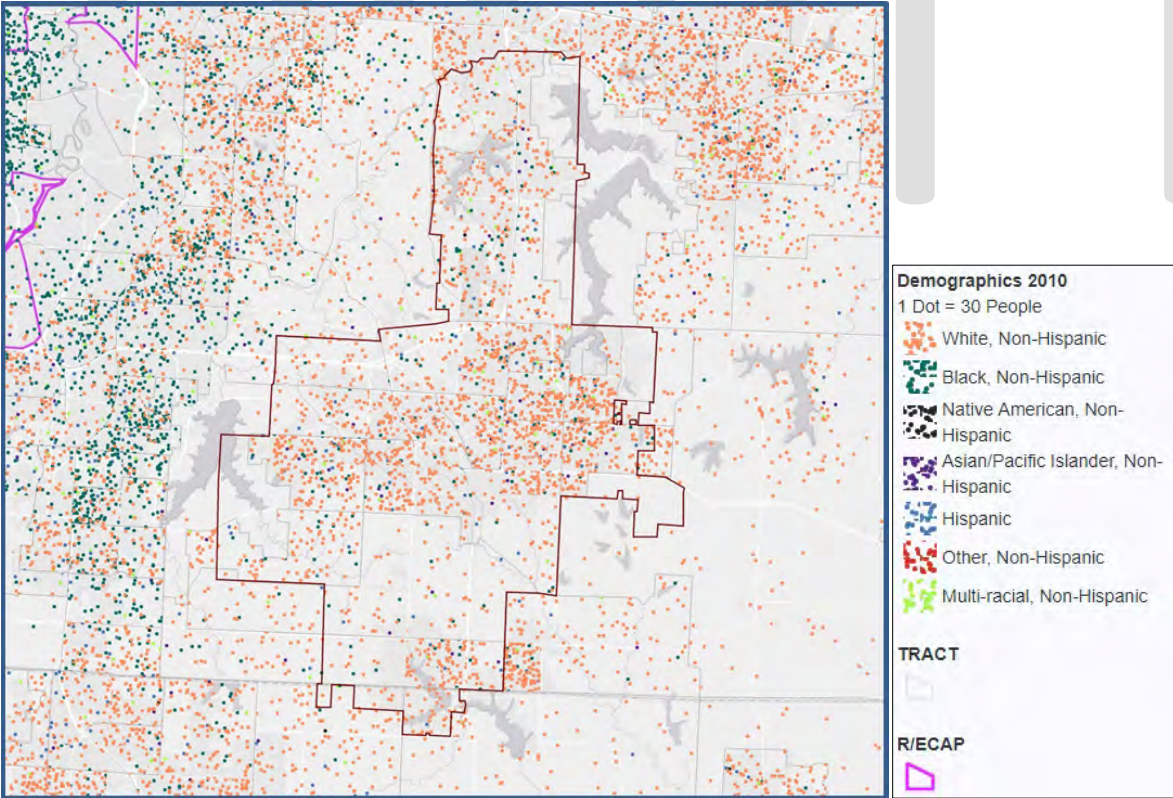 Demographics 2010
1 Dot = 30 People
White, Non-Hispanic
Black, Non-Hispanic
Native American, Non-
Hispanic
Asian/Pacific Islander, Non-
Hispanic
Hispanic
Other, Non-Hispanic
Multi-racial, Non-Hispanic
TRACT
R/ECAP